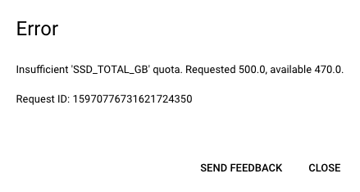 Error
Insufficient 'SSD_TOTAL_GB' quota. Requested 500.0, available 470.0.
Request ID: 15970776731621724350
SEND FEEDBACK CLOSE